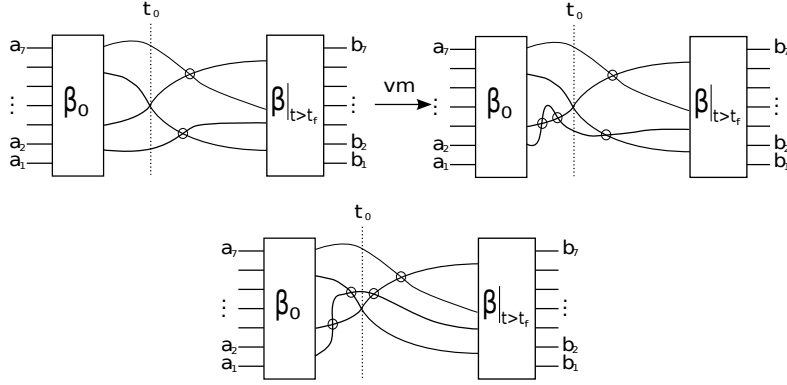 t₀
a₇
β₀
⋮
a₂
a₁
β|t>t_f
b₇
⋮
b₂
b₁
vm
t₀
a₇
β₀
⋮
a₂
a₁
β|t>t_f
b₇
⋮
b₂
b₁
t₀
a₇
β₀
⋮
a₂
a₁
β|t>t_f
b₇
⋮
b₂
b₁